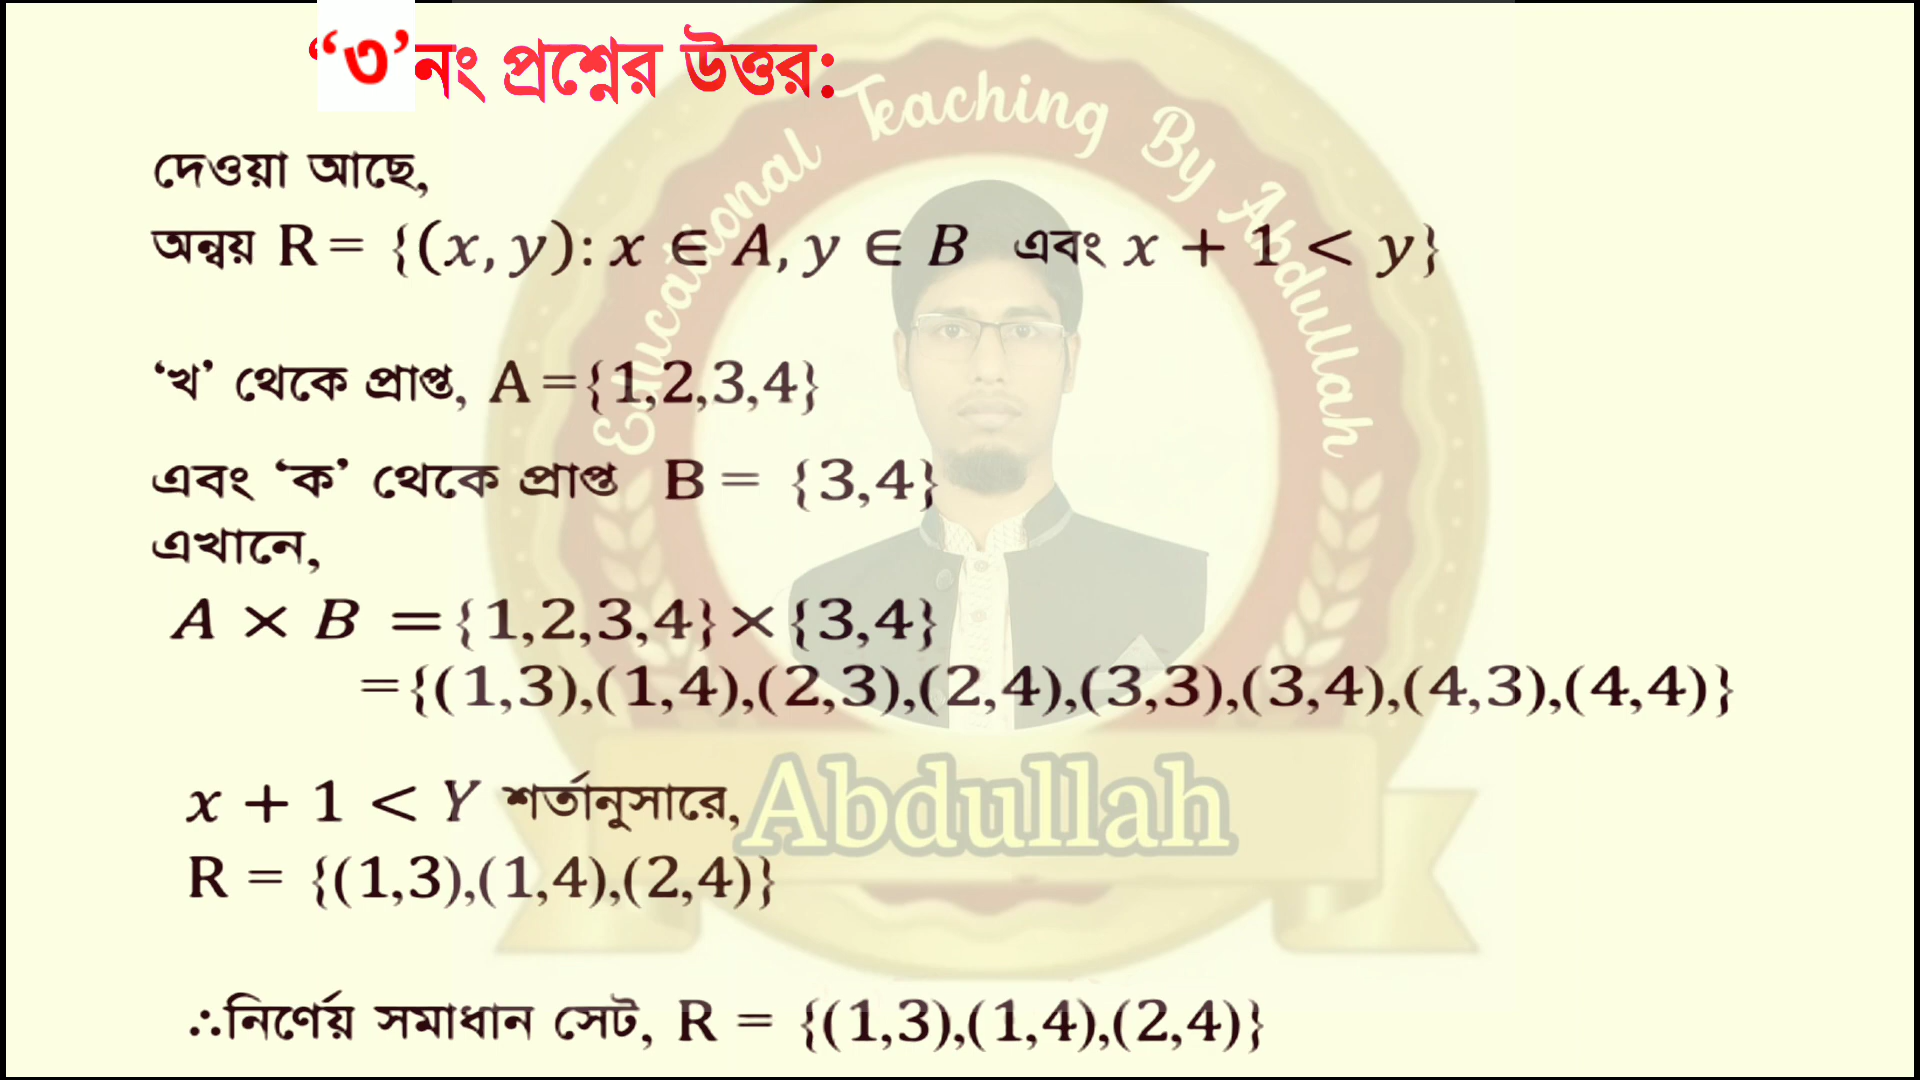 ‘‘৩’নং প্রশ্নের উত্তর:
Educational Teaching By Abdullah
দেওয়া আছে,
অন্বয় R= {(x, y): x ∈ A, y ∈ B এবং x + 1 < y}
‘খ’ থেকে প্রাপ্ত, A={1,2,3,4}
এবং ‘ক’ থেকে প্রাপ্ত B= {3,4}
এখানে,
A × B ={1,2,3,4}×{3,4}
={(1,3),(1,4),(2,3),(2,4),(3,3),(3,4),(4,3),(4,4)}
x + 1 < Y শর্তানুসারে,
Abdullah
R = {(1,3),(1,4),(2,4)}
∴নির্ণেয় সমাধান সেট, R = {(1,3),(1,4),(2,4)}